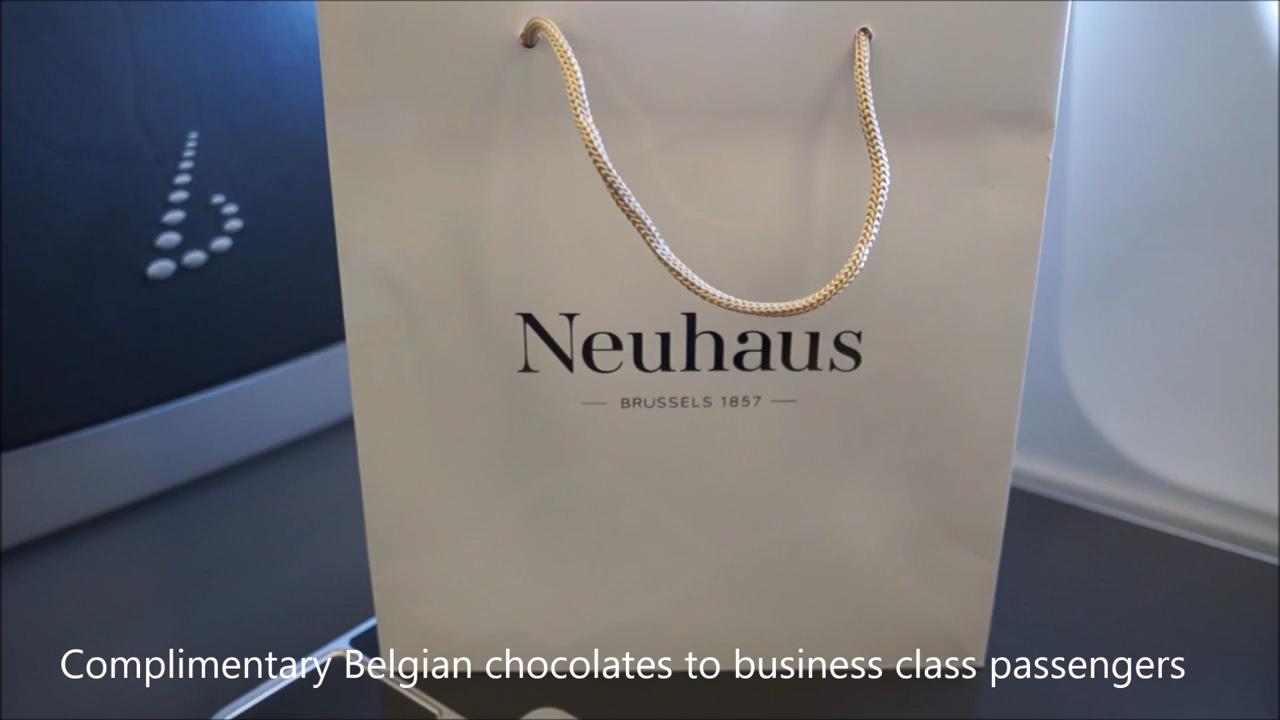 Neuhaus
BRUSSELS 1857
Complimentary Belgian chocolates to business class passengers